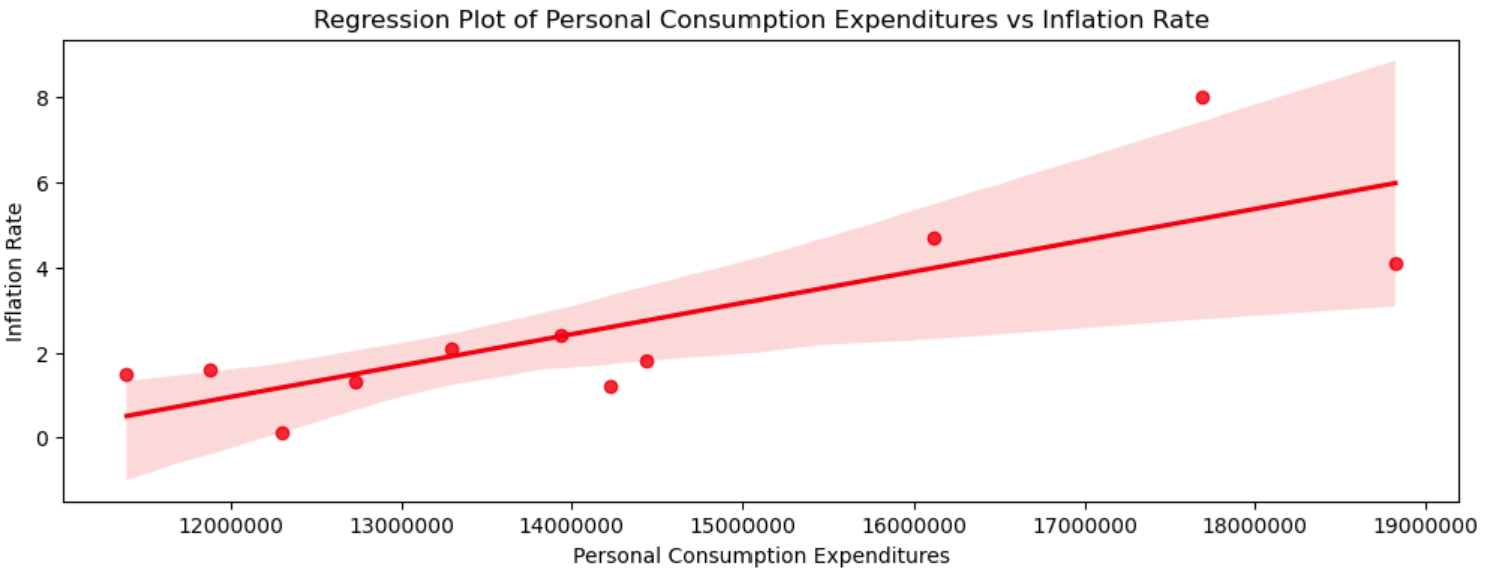 Regression Plot of Personal Consumption Expenditures vs Inflation Rate
8
6
4
2
0
Inflation Rate
12000000 13000000 14000000 15000000 16000000 17000000 18000000 19000000
Personal Consumption Expenditures